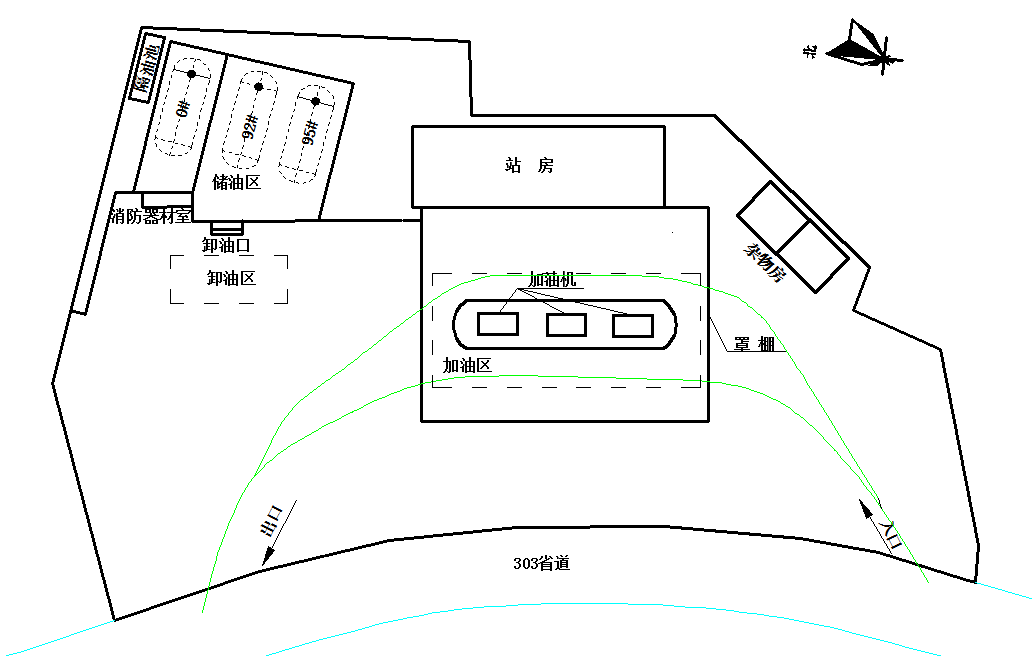 北
隔油池
0#
92#
95#
储油区
站 房
消防器材室
卸油口
卸油区
杂物房
加油机
罩 棚
加油区
出口
入口
303省道